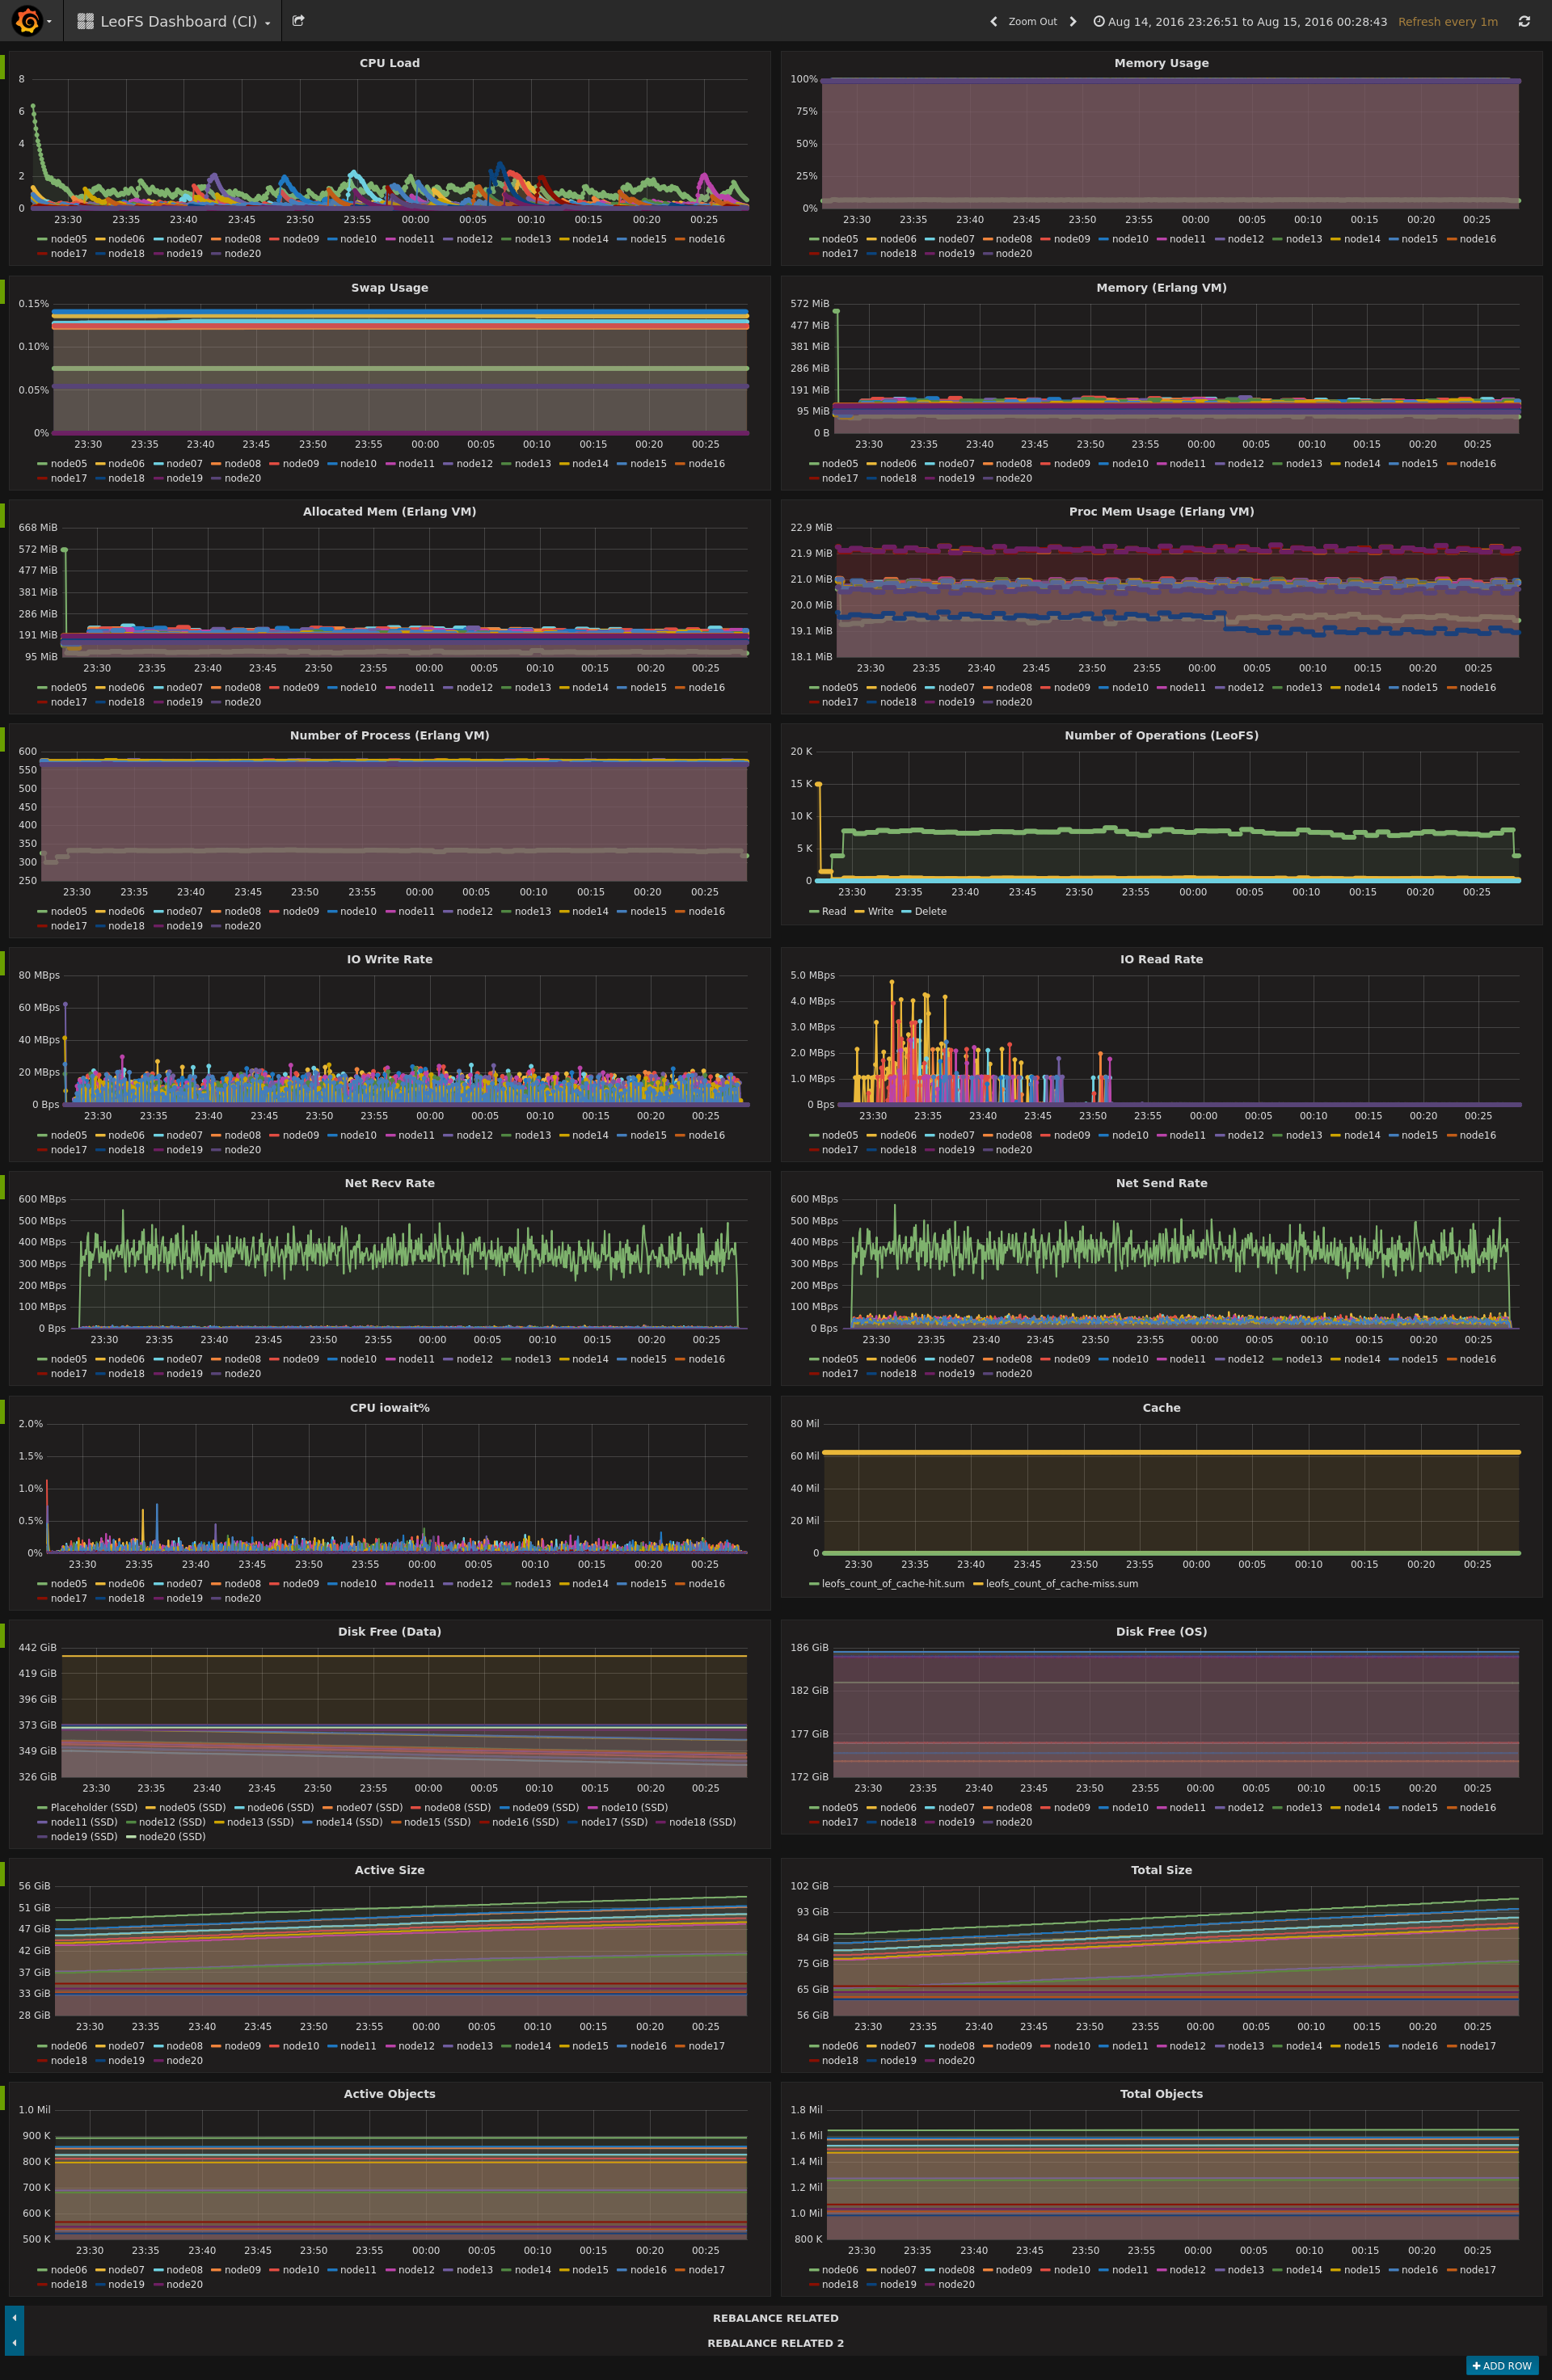 LeoFS Dashboard (CI)
Zoom Out
Aug 14, 2016 23:26:51 to Aug 15, 2016 00:28:43
Refresh every 1m
CPU Load
8
6
4
2
0
23:30 23:35 23:40 23:45 23:50 23:55 00:00 00:05 00:10 00:15 00:20 00:25
node05 node06 node07 node08 node09 node10 node11 node12 node13 node14 node15 node16
node17 node18 node19 node20
Memory Usage
100%
75%
50%
25%
0%
23:30 23:35 23:40 23:45 23:50 23:55 00:00 00:05 00:10 00:15 00:20 00:25
node05 node06 node07 node08 node09 node10 node11 node12 node13 node14 node15 node16
node17 node18 node19 node20
Swap Usage
0.15%
0.10%
0.05%
0%
23:30 23:35 23:40 23:45 23:50 23:55 00:00 00:05 00:10 00:15 00:20 00:25
node05 node06 node07 node08 node09 node10 node11 node12 node13 node14 node15 node16
node17 node18 node19 node20
Memory (Erlang VM)
572 MiB
477 MiB
381 MiB
286 MiB
191 MiB
95 MiB
0 B
23:30 23:35 23:40 23:45 23:50 23:55 00:00 00:05 00:10 00:15 00:20 00:25
node05 node06 node07 node08 node09 node10 node11 node12 node13 node14 node15 node16
node17 node18 node19 node20
Allocated Mem (Erlang VM)
668 MiB
572 MiB
477 MiB
381 MiB
286 MiB
191 MiB
95 MiB
23:30 23:35 23:40 23:45 23:50 23:55 00:00 00:05 00:10 00:15 00:20 00:25
node05 node06 node07 node08 node09 node10 node11 node12 node13 node14 node15 node16
node17 node18 node19 node20
Proc Mem Usage (Erlang VM)
22.9 MiB
21.9 MiB
21.0 MiB
20.0 MiB
19.1 MiB
18.1 MiB
23:30 23:35 23:40 23:45 23:50 23:55 00:00 00:05 00:10 00:15 00:20 00:25
node05 node06 node07 node08 node09 node10 node11 node12 node13 node14 node15 node16
node17 node18 node19 node20
Number of Process (Erlang VM)
600
550
500
450
400
350
300
250
23:30 23:35 23:40 23:45 23:50 23:55 00:00 00:05 00:10 00:15 00:20 00:25
node05 node06 node07 node08 node09 node10 node11 node12 node13 node14 node15 node16
node17 node18 node19 node20
Number of Operations (LeoFS)
20 K
15 K
10 K
5 K
0
23:30 23:35 23:40 23:45 23:50 23:55 00:00 00:05 00:10 00:15 00:20 00:25
Read Write Delete
IO Write Rate
80 MBps
60 MBps
40 MBps
20 MBps
0 Bps
23:30 23:35 23:40 23:45 23:50 23:55 00:00 00:05 00:10 00:15 00:20 00:25
node05 node06 node07 node08 node09 node10 node11 node12 node13 node14 node15 node16
node17 node18 node19 node20
IO Read Rate
5.0 MBps
4.0 MBps
3.0 MBps
2.0 MBps
1.0 MBps
0 Bps
23:30 23:35 23:40 23:45 23:50 23:55 00:00 00:05 00:10 00:15 00:20 00:25
node05 node06 node07 node08 node09 node10 node11 node12 node13 node14 node15 node16
node17 node18 node19 node20
Net Recv Rate
600 MBps
500 MBps
400 MBps
300 MBps
200 MBps
100 MBps
0 Bps
23:30 23:35 23:40 23:45 23:50 23:55 00:00 00:05 00:10 00:15 00:20 00:25
node05 node06 node07 node08 node09 node10 node11 node12 node13 node14 node15 node16
node17 node18 node19 node20
Net Send Rate
600 MBps
500 MBps
400 MBps
300 MBps
200 MBps
100 MBps
0 Bps
23:30 23:35 23:40 23:45 23:50 23:55 00:00 00:05 00:10 00:15 00:20 00:25
node05 node06 node07 node08 node09 node10 node11 node12 node13 node14 node15 node16
node17 node18 node19 node20
CPU iowait%
2.0%
1.5%
1.0%
0.5%
0%
23:30 23:35 23:40 23:45 23:50 23:55 00:00 00:05 00:10 00:15 00:20 00:25
node05 node06 node07 node08 node09 node10 node11 node12 node13 node14 node15 node16
node17 node18 node19 node20
Cache
80 Mil
60 Mil
40 Mil
20 Mil
0
23:30 23:35 23:40 23:45 23:50 23:55 00:00 00:05 00:10 00:15 00:20 00:25
leofs_count_of_cache-hit.sum leofs_count_of_cache-miss.sum
Disk Free (Data)
442 GiB
419 GiB
396 GiB
373 GiB
349 GiB
326 GiB
23:30 23:35 23:40 23:45 23:50 23:55 00:00 00:05 00:10 00:15 00:20 00:25
Placeholder (SSD) node05 (SSD) node06 (SSD) node07 (SSD) node08 (SSD) node09 (SSD) node10 (SSD)
node11 (SSD) node12 (SSD) node13 (SSD) node14 (SSD) node15 (SSD) node16 (SSD) node17 (SSD) node18 (SSD)
node19 (SSD) node20 (SSD)
Disk Free (OS)
186 GiB
182 GiB
177 GiB
172 GiB
23:30 23:35 23:40 23:45 23:50 23:55 00:00 00:05 00:10 00:15 00:20 00:25
node05 node06 node07 node08 node09 node10 node11 node12 node13 node14 node15 node16
node17 node18 node19 node20
Active Size
56 GiB
51 GiB
47 GiB
42 GiB
37 GiB
33 GiB
28 GiB
23:30 23:35 23:40 23:45 23:50 23:55 00:00 00:05 00:10 00:15 00:20 00:25
node06 node07 node08 node09 node10 node11 node12 node13 node14 node15 node16 node17
node18 node19 node20
Total Size
102 GiB
93 GiB
84 GiB
75 GiB
65 GiB
56 GiB
23:30 23:35 23:40 23:45 23:50 23:55 00:00 00:05 00:10 00:15 00:20 00:25
node06 node07 node08 node09 node10 node11 node12 node13 node14 node15 node16 node17
node18 node19 node20
Active Objects
1.0 Mil
900 K
800 K
700 K
600 K
500 K
23:30 23:35 23:40 23:45 23:50 23:55 00:00 00:05 00:10 00:15 00:20 00:25
node06 node07 node08 node09 node10 node11 node12 node13 node14 node15 node16 node17
node18 node19 node20
Total Objects
1.8 Mil
1.6 Mil
1.4 Mil
1.2 Mil
1.0 Mil
800 K
23:30 23:35 23:40 23:45 23:50 23:55 00:00 00:05 00:10 00:15 00:20 00:25
node06 node07 node08 node09 node10 node11 node12 node13 node14 node15 node16 node17
node18 node19 node20
REBALANCE RELATED
REBALANCE RELATED 2
+ ADD ROW